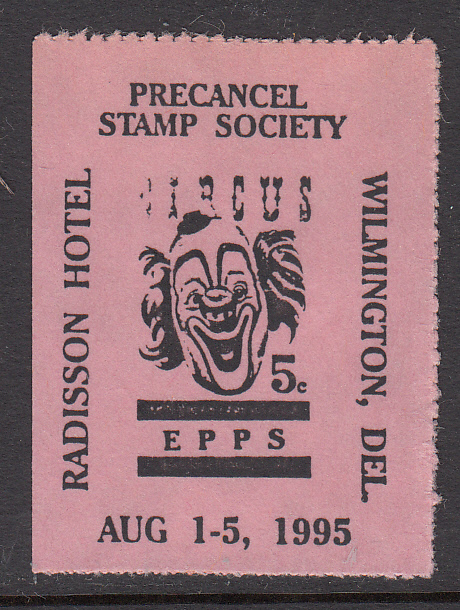 PRECANCEL
STAMP SOCIETY
RADISSON HOTEL
CIRCUS
WILMINGTON, DEL.
5c
EPPS
AUG 1-5, 1995